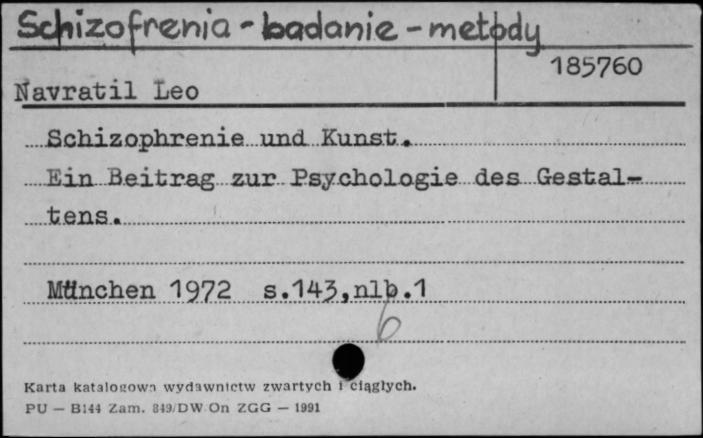 Schizofrenia - badanie - metody
185760
Navratil Leo
Schizophrenie und Kunst.
Ein Beitrag zur Psychologie des Gestal-
tens.
München 1972 s.143,nlb.1
6
Karta katalogowa wydawnictw zwartych i ciągłych.
PU — B144 Zam. 849/DW On ZGG — 1991